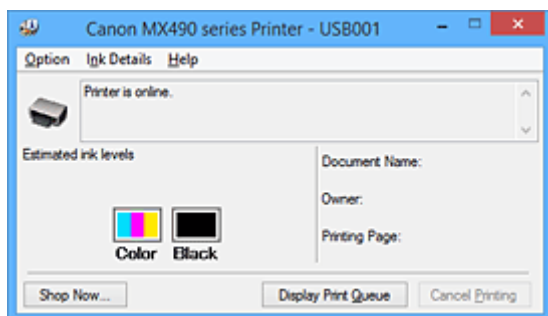 Canon MX490 series Printer - USB001
Option Ink Details Help
Printer is online.
Estimated ink levels
Document Name:
Owner:
Printing Page:
Color Black
Shop Now... Display Print Queue Cancel Printing